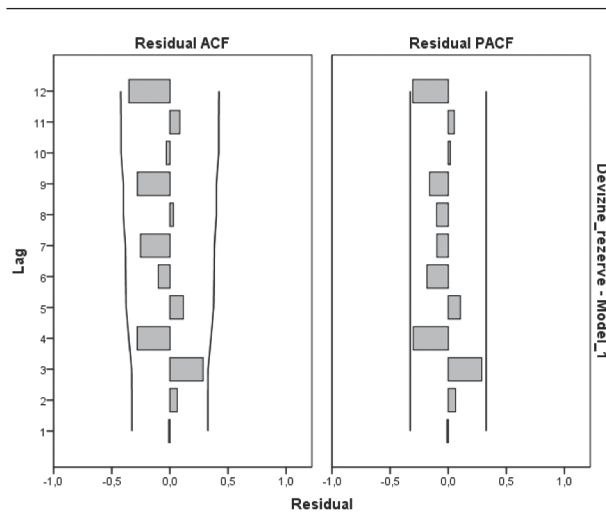 Residual ACF
Residual PACF
Lag
12
11
10
9
8
7
6
5
4
3
2
1
-1,0 -0,5 0,0 0,5 1,0
-1,0 -0,5 0,0 0,5 1,0
Residual
Devizne_rezerve - Model_1